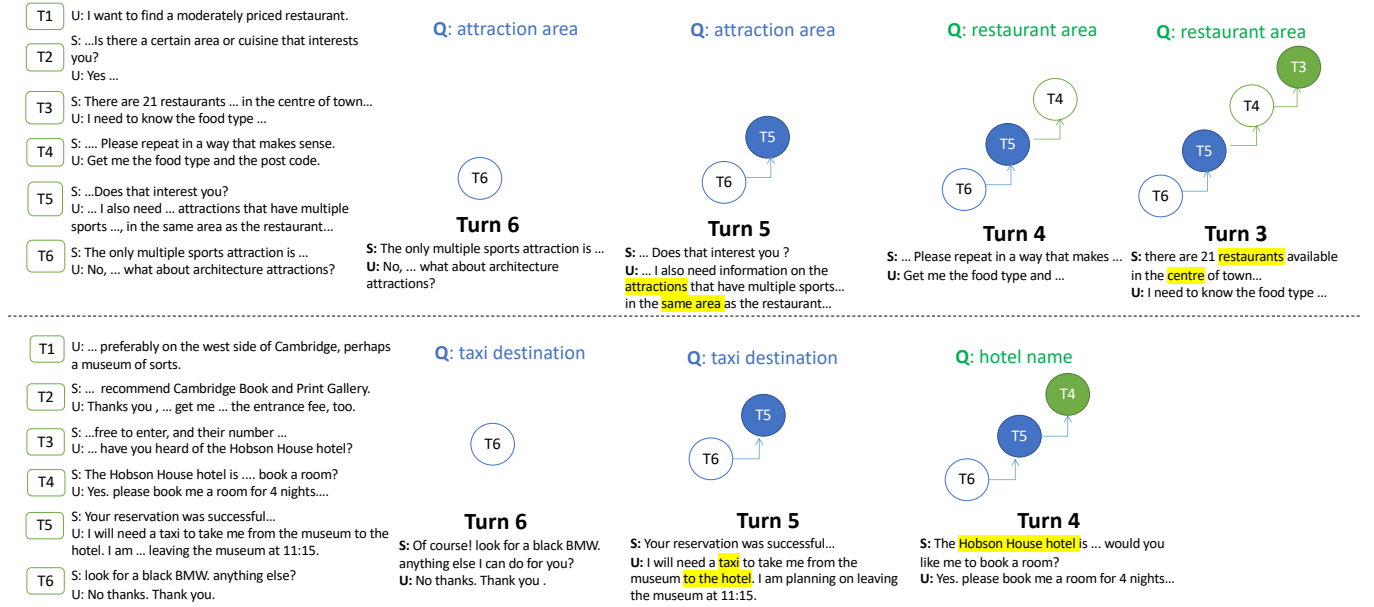 T1
U: I want to find a moderately priced restaurant.
T2
S: ...Is there a certain area or cuisine that interests
you?
U: Yes ...
T3
S: There are 21 restaurants ... in the centre of town...
U: I need to know the food type ...
T4
S: .... Please repeat in a way that makes sense.
U: Get me the food type and the post code.
T5
S: ...Does that interest you?
U: ... I also need ... attractions that have multiple
sports ..., in the same area as the restaurant...
T6
S: The only multiple sports attraction is ...
U: No, ... what about architecture attractions?
Q: attraction area
T6
Turn 6
S: The only multiple sports attraction is ...
U: No, ... what about architecture
attractions?
Q: attraction area
T5
T6
Turn 5
S: ... Does that interest you ?
U: ... I also need information on the
attractions that have multiple sports...
in the same area as the restaurant...
Q: restaurant area
T4
T5
T6
Turn 4
S: ... Please repeat in a way that makes ...
U: Get me the food type and ...
Q: restaurant area
T3
T4
T5
T6
Turn 3
S: there are 21 restaurants available
in the centre of town...
U: I need to know the food type ...
T1
U: ... preferably on the west side of Cambridge, perhaps
a museum of sorts.
T2
S: ... recommend Cambridge Book and Print Gallery.
U: Thanks you , ... get me ... the entrance fee, too.
T3
S: ...free to enter, and their number ...
U: ... have you heard of the Hobson House hotel?
T4
S: The Hobson House hotel is .... book a room?
U: Yes. please book me a room for 4 nights....
T5
S: Your reservation was successful...
U: I will need a taxi to take me from the museum to the
hotel. I am ... leaving the museum at 11:15.
T6
S: look for a black BMW. anything else?
U: No thanks. Thank you.
Q: taxi destination
T6
Turn 6
S: Of course! look for a black BMW.
anything else I can do for you?
U: No thanks. Thank you .
Q: taxi destination
T5
T6
Turn 5
S: Your reservation was successful...
U: I will need a taxi to take me from the
museum to the hotel. I am planning on leaving
the museum at 11:15.
Q: hotel name
T4
T5
T6
Turn 4
S: The Hobson House hotel is ... would you
like me to book a room?
U: Yes. please book me a room for 4 nights...